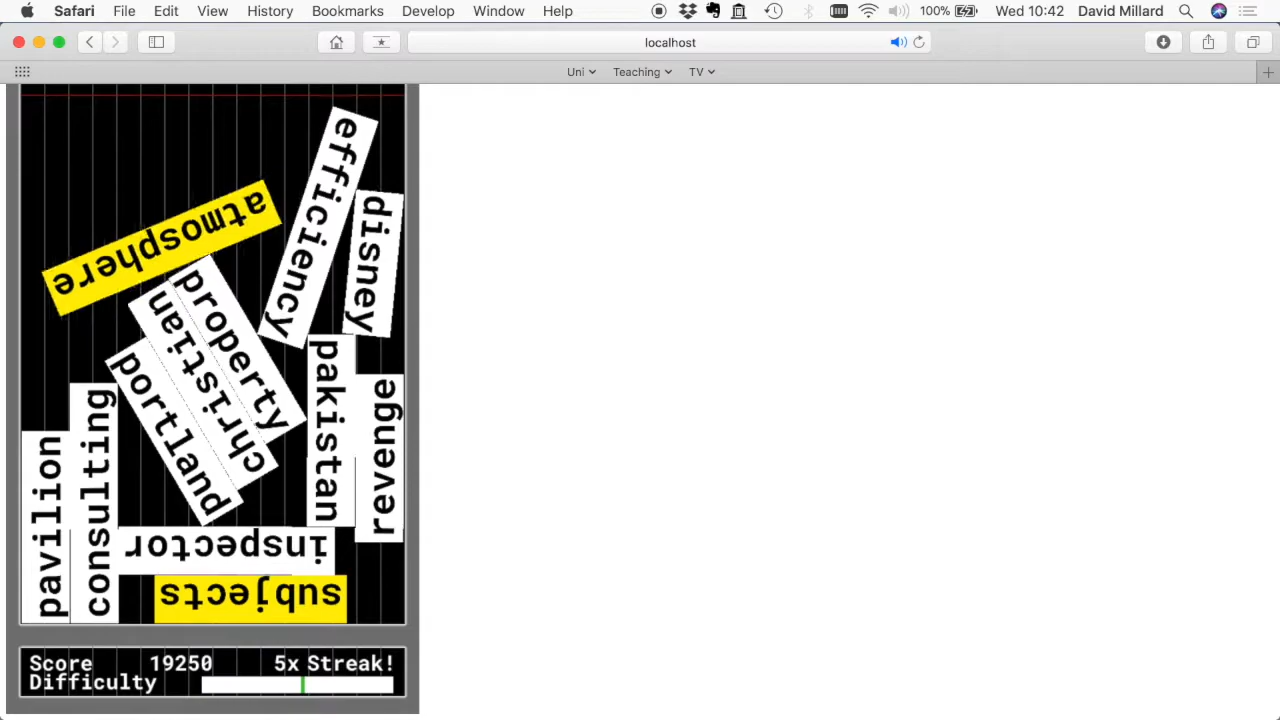 Safari File Edit View History Bookmarks Develop Window Help 100% Wed 10:42 David Millard
localhost
Uni Teaching TV
efficiency
disney
atmosphere
property
christian
portland
pakistan
revenge
consulting
pavilion
inspector
subjects
Score 19250 5x Streak!
Difficulty